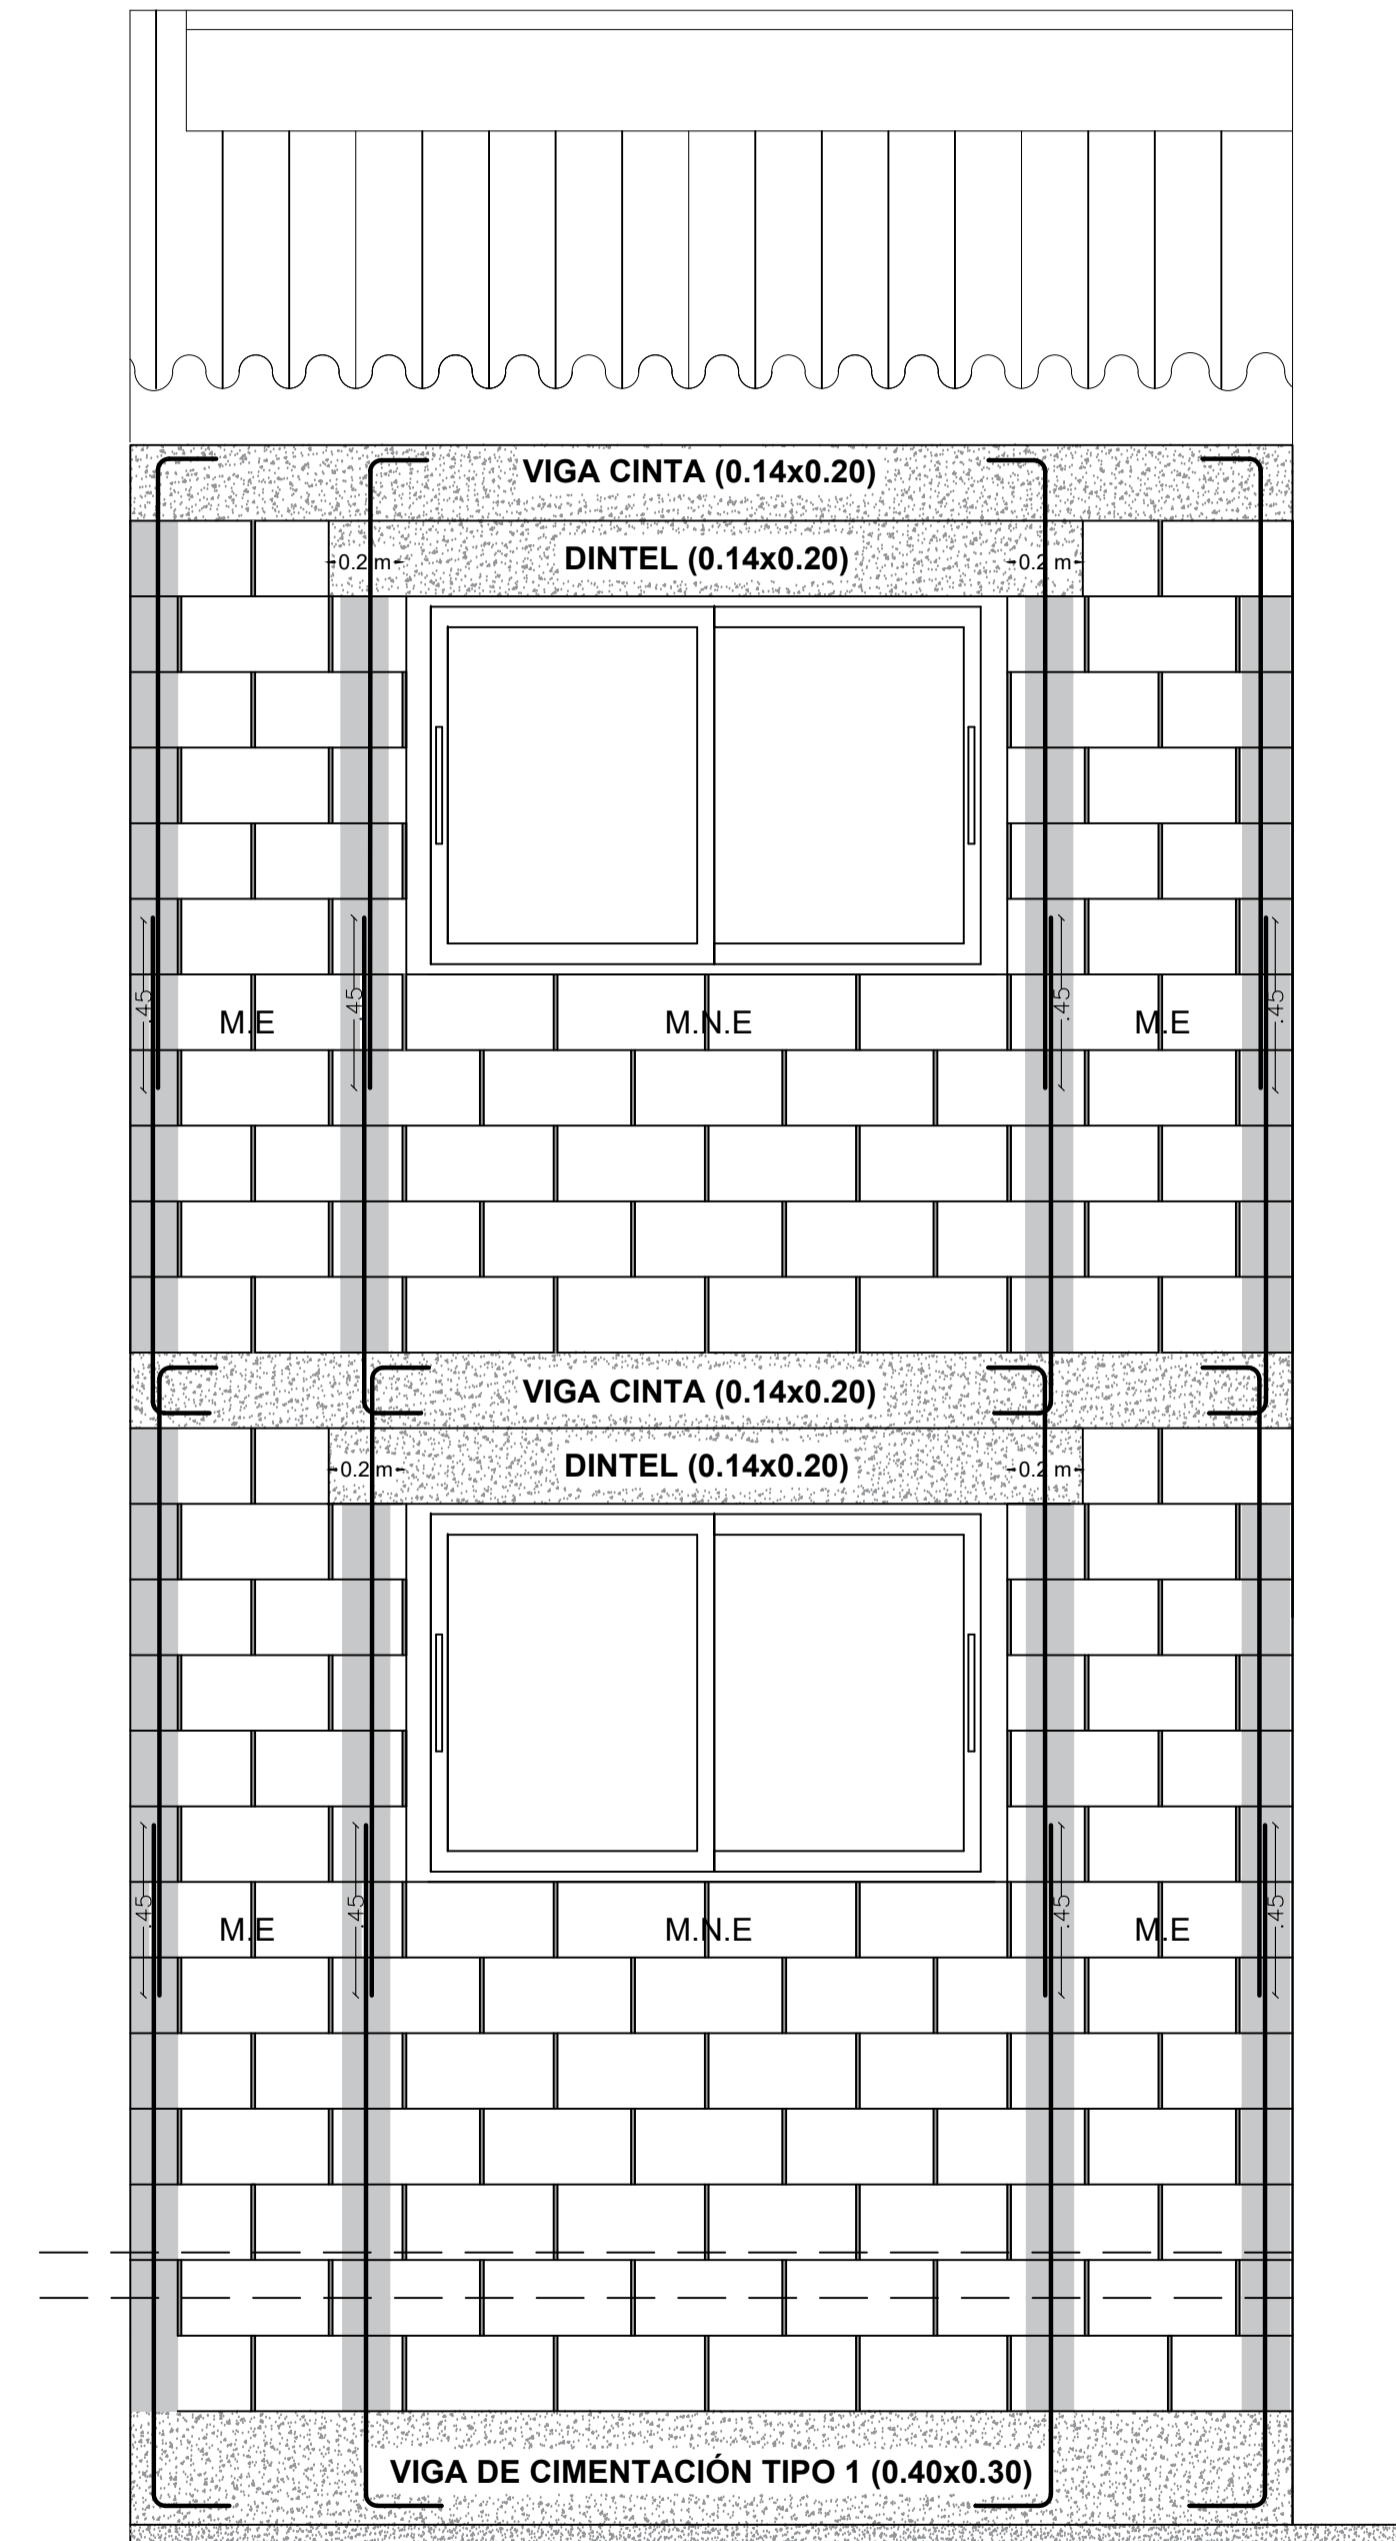 VIGA CINTA (0.14x0.20)
0.2 m
DINTEL (0.14x0.20)
0.2 m
.45
M.E
.45
M.N.E
.45
M.E
.45
VIGA CINTA (0.14x0.20)
0.2 m
DINTEL (0.14x0.20)
0.2 m
.45
M.E
.45
M.N.E
.45
M.E
.45
VIGA DE CIMENTACIÓN TIPO 1 (0.40x0.30)